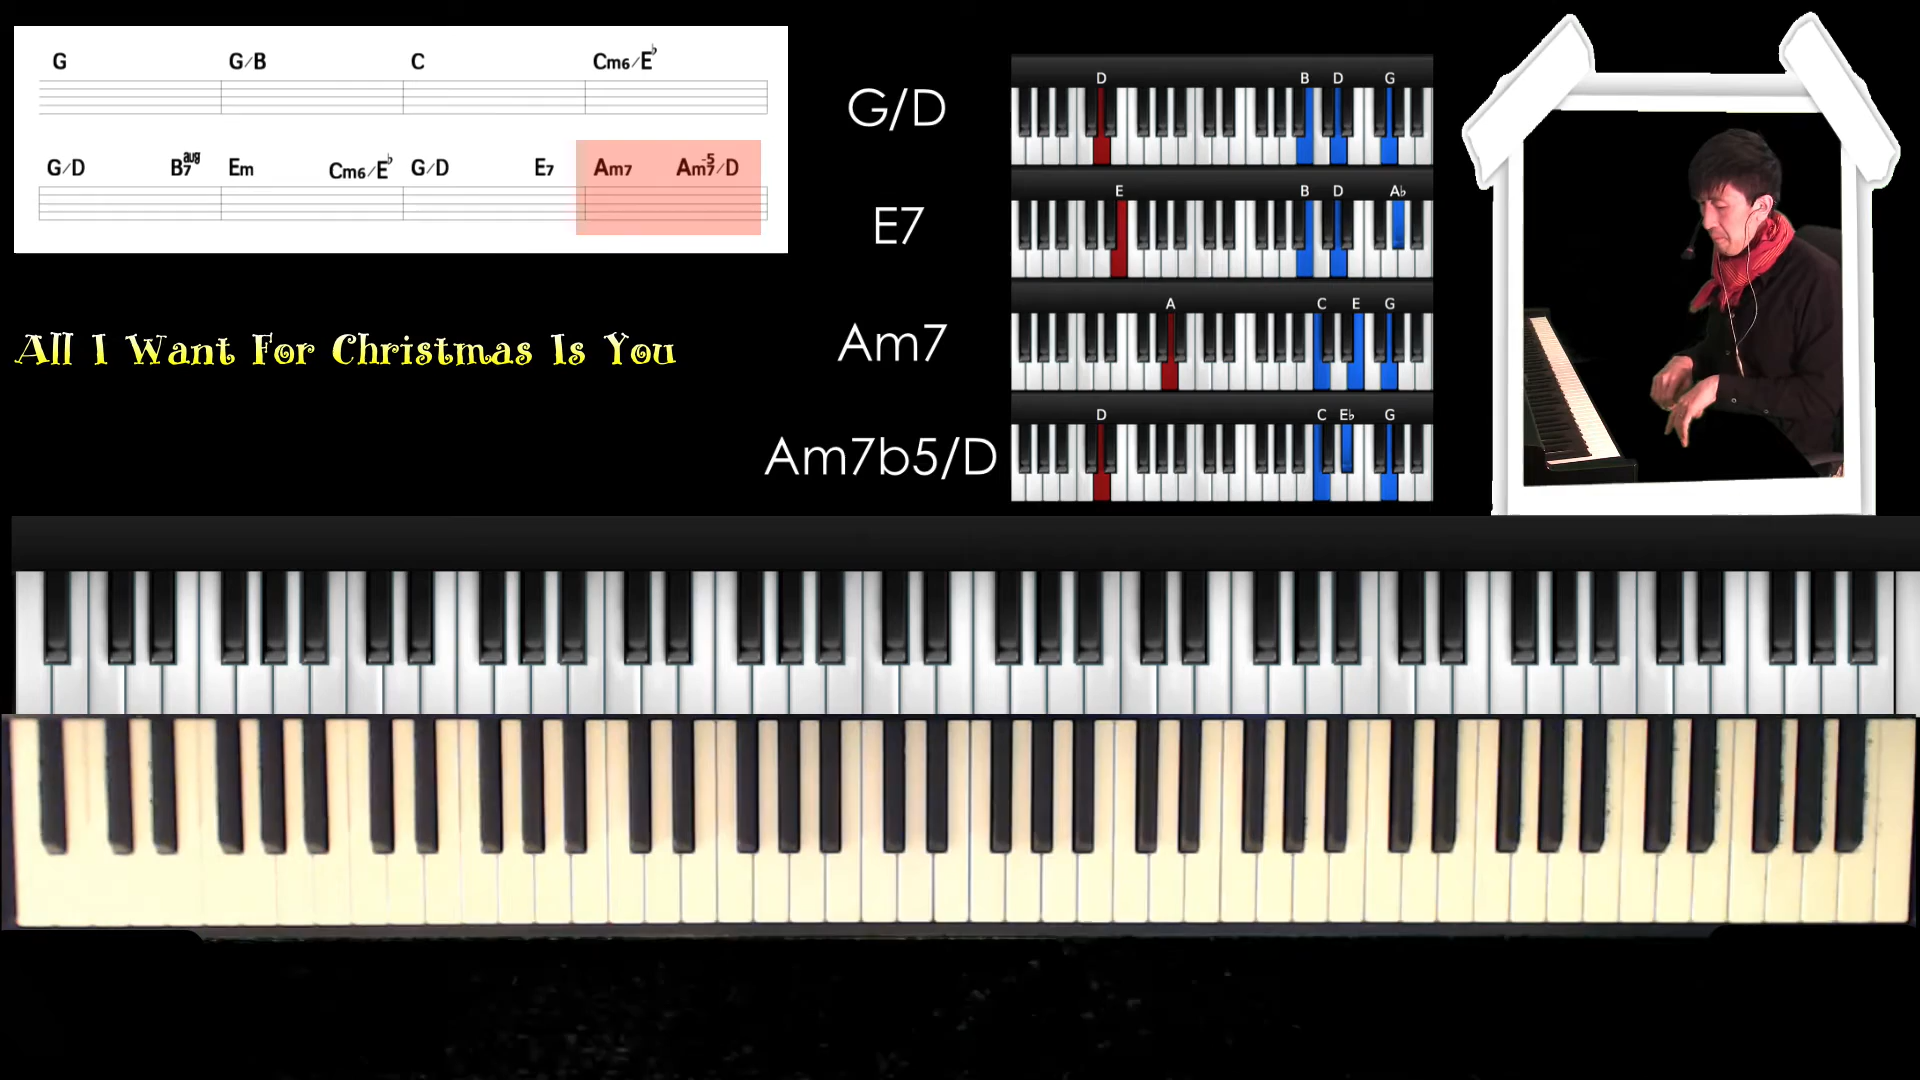 G G/B C Cm6/E♭
G/D B7aug Em Cm6/E♭ G/D E7 Am7 Am7-5/D
All I Want For Christmas Is You
G/D
D B D G
E7
E B D A♭
Am7
A C E G
Am7b5/D
D C E♭ G